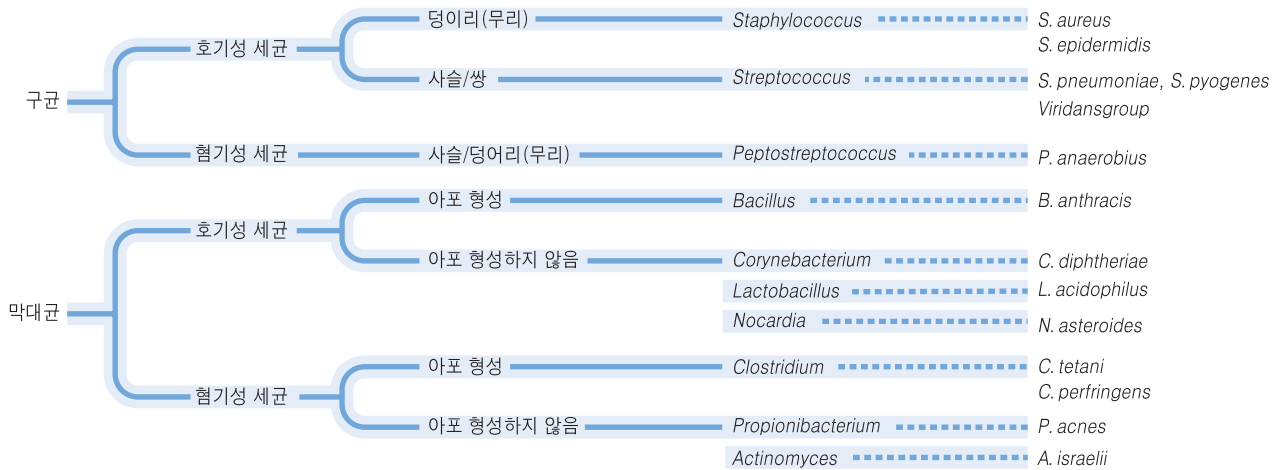 덩이리(무리) Staphylococcus S. aureus
호기성 세균 S. epidermidis
사슬/쌍 Streptococcus S. pneumoniae, S. pyogenes
구균 Viridansgroup
혐기성 세균 사슬/덩어리(무리) Peptostreptococcus P. anaerobius
아포 형성 Bacillus B. anthracis
호기성 세균
아포 형성하지 않음 Corynebacterium C. diphtheriae
Lactobacillus L. acidophilus
막대균
Nocardia N. asteroides
아포 형성 Clostridium C. tetani
혐기성 세균 C. perfringens
아포 형성하지 않음 Propionibacterium P. acnes
Actinomyces A. israelii